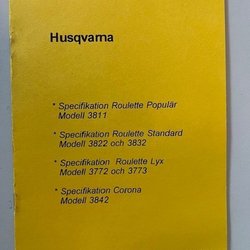 Husqvarna
* Specifikation Roulette Populär
Modell 3811
* Specifikation Roulette Standard
Modell 3822 och 3832
* Specifikation Roulette Lyx
Modell 3772 och 3773
* Specifikation Corona
Modell 3842